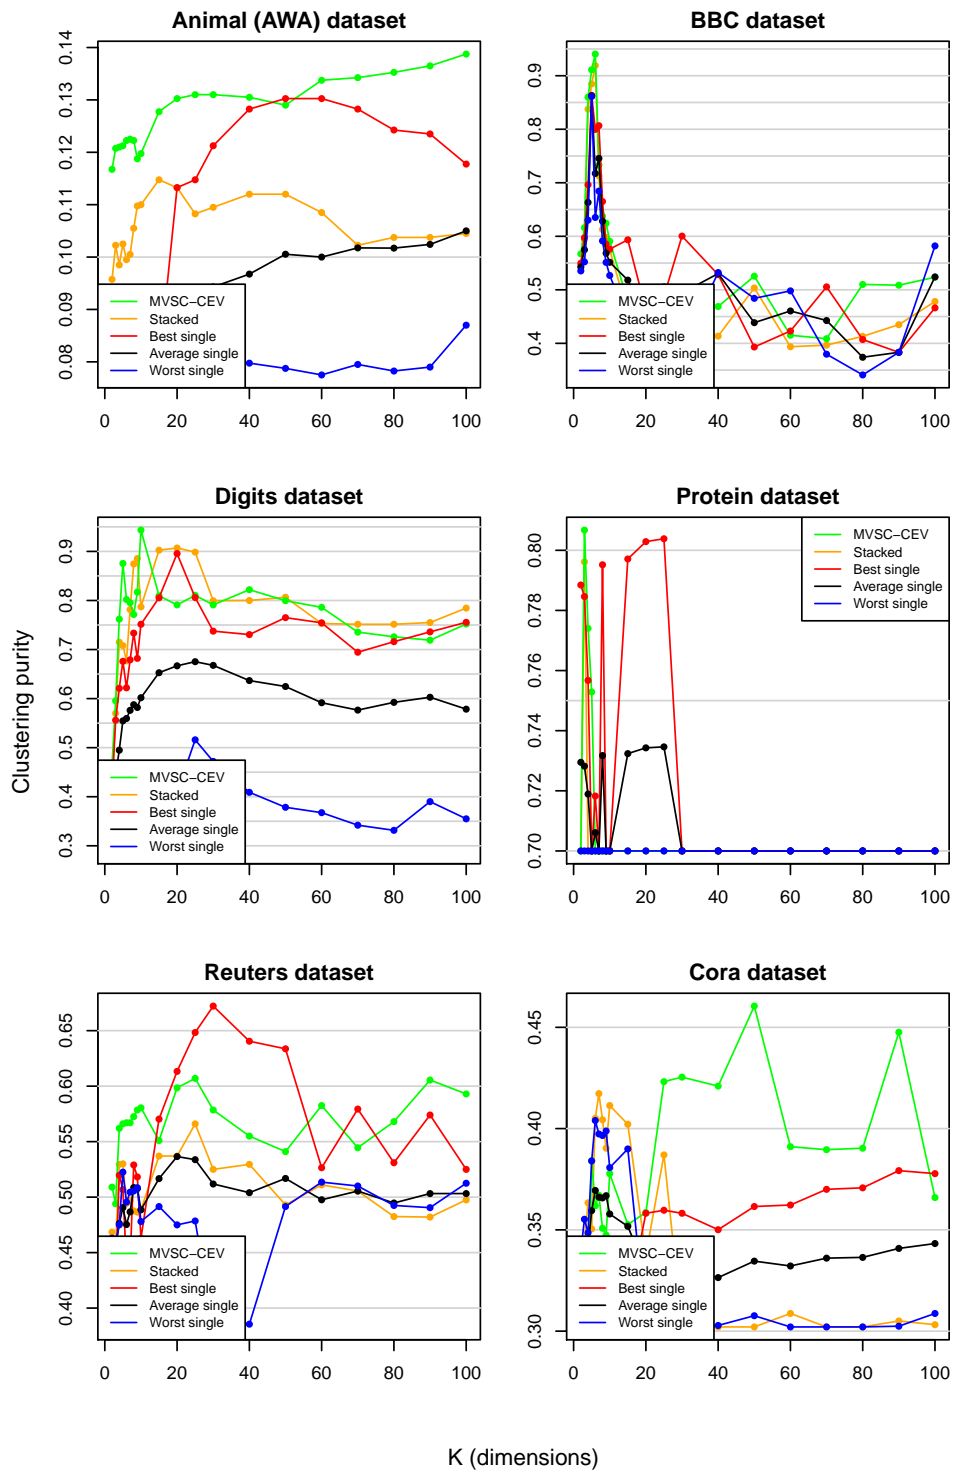 Animal (AWA) dataset
0.08 0.09 0.10 0.11 0.12 0.13 0.14
MVSC−CEV
Stacked
Best single
Average single
Worst single
0 20 40 60 80 100
BBC dataset
0.4 0.5 0.6 0.7 0.8 0.9
MVSC−CEV
Stacked
Best single
Average single
Worst single
0 20 40 60 80 100
Clustering purity
Digits dataset
0.3 0.4 0.5 0.6 0.7 0.8 0.9
MVSC−CEV
Stacked
Best single
Average single
Worst single
0 20 40 60 80 100
Protein dataset
0.70 0.72 0.74 0.76 0.78 0.80
MVSC−CEV
Stacked
Best single
Average single
Worst single
0 20 40 60 80 100
Reuters dataset
0.40 0.45 0.50 0.55 0.60 0.65
MVSC−CEV
Stacked
Best single
Average single
Worst single
0 20 40 60 80 100
Cora dataset
0.30 0.35 0.40 0.45
MVSC−CEV
Stacked
Best single
Average single
Worst single
0 20 40 60 80 100
K (dimensions)